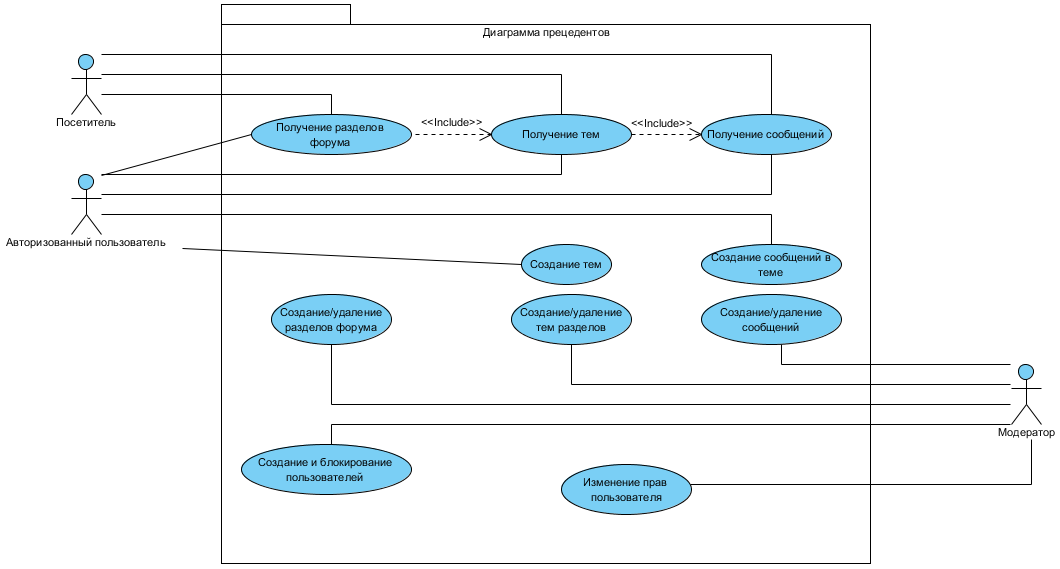 Диаграмма прецедентов
Посетитель
Получение разделов
форума
<<Include>>
Получение тем
<<Include>>
Получение сообщений
Авторизованный пользователь
Создание тем
Создание сообщений в
теме
Создание/удаление
разделов форума
Создание/удаление
тем разделов
Создание/удаление
сообщений
Модератор
Создание и блокирование
пользователей
Изменение прав
пользователя